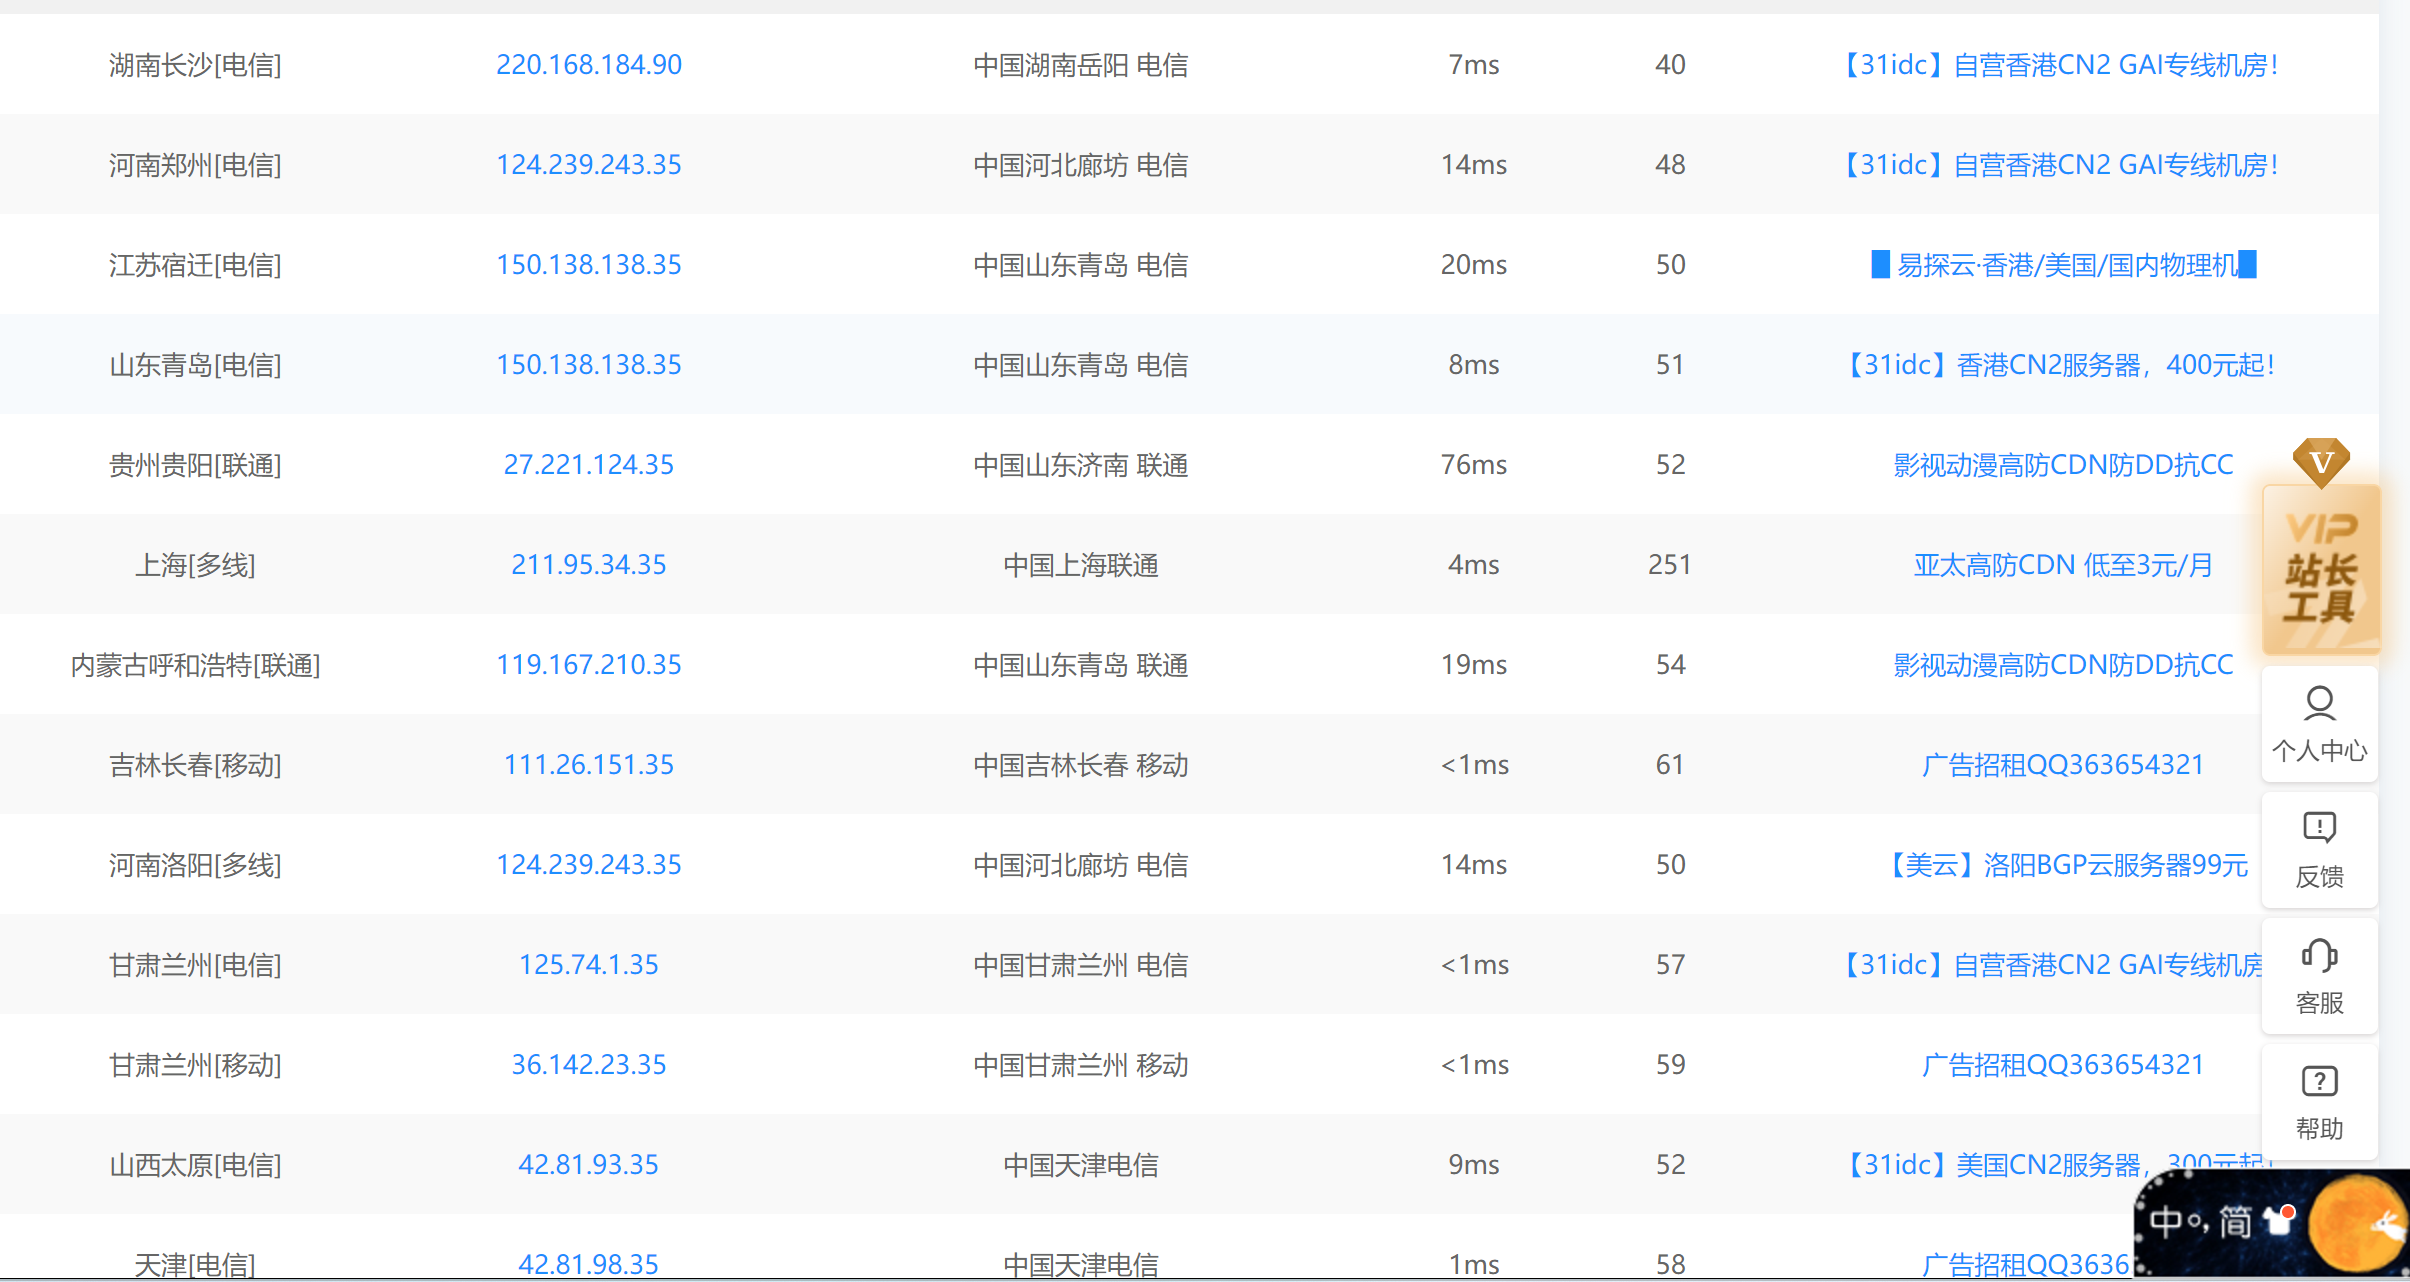 湖南长沙[电信] 220.168.184.90 中国湖南岳阳 电信 7ms 40 【31idc】自营香港CN2 GAI专线机房！
河南郑州[电信] 124.239.243.35 中国河北廊坊 电信 14ms 48 【31idc】自营香港CN2 GAI专线机房！
江苏宿迁[电信] 150.138.138.35 中国山东青岛 电信 20ms 50 █ 易探云·香港/美国/国内物理机█
山东青岛[电信] 150.138.138.35 中国山东青岛 电信 8ms 51 【31idc】香港CN2服务器，400元起！
贵州贵阳[联通] 27.221.124.35 中国山东济南 联通 76ms 52 影视动漫高防CDN防DD抗CC
上海[多线] 211.95.34.35 中国上海联通 4ms 251 亚太高防CDN 低至3元/月
内蒙古呼和浩特[联通] 119.167.210.35 中国山东青岛 联通 19ms 54 影视动漫高防CDN防DD抗CC
吉林长春[移动] 111.26.151.35 中国吉林长春 移动 <1ms 61 广告招租QQ363654321
河南洛阳[多线] 124.239.243.35 中国河北廊坊 电信 14ms 50 【美云】洛阳BGP云服务器99元
甘肃兰州[电信] 125.74.1.35 中国甘肃兰州 电信 <1ms 57 【31idc】自营香港CN2 GAI专线机房
甘肃兰州[移动] 36.142.23.35 中国甘肃兰州 移动 <1ms 59 广告招租QQ363654321
山西太原[电信] 42.81.93.35 中国天津电信 9ms 52 【31idc】美国CN2服务器，300元起！
天津[电信] 42.81.98.35 中国天津电信 1ms 58 广告招租QQ3636
V
VIP
站长
工具
个人中心
反馈
客服
帮助
中 简